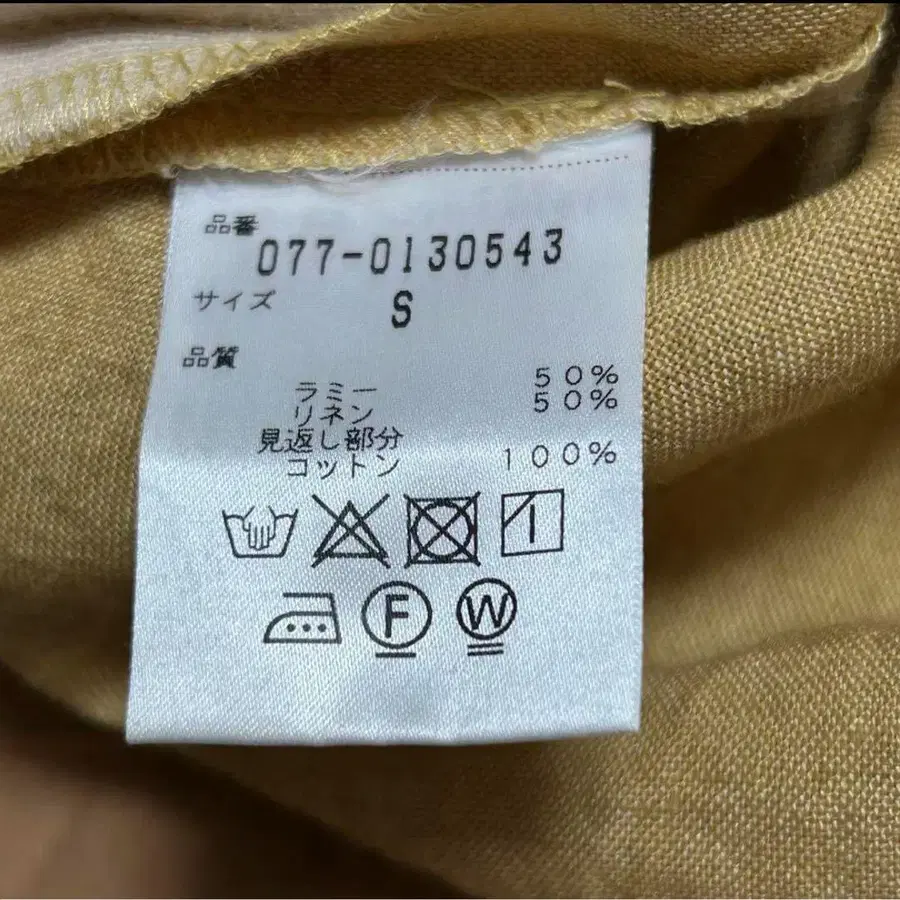 品番
077-0130543
サイズ S
品質
ラミー 50%
リネン 50%
見返し部分
コットン 100%
F W